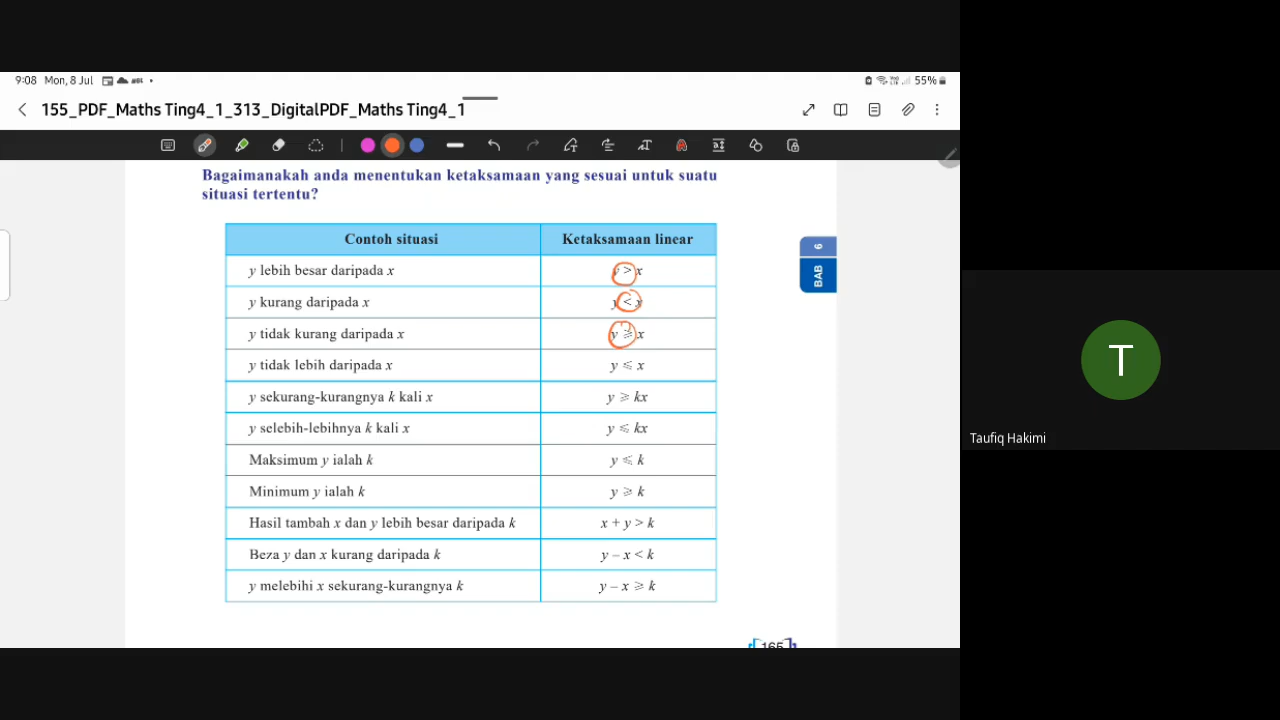 9:08 Mon, 8 Jul
55%
155_PDF_Maths Ting4_1_313_DigitalPDF_Maths Ting4_1
Bagaimanakah anda menentukan ketaksamaan yang sesuai untuk suatu
situasi tertentu?
Contoh situasi Ketaksamaan linear
y lebih besar daripada x y > x
y kurang daripada x y < x
y tidak kurang daripada x y ⩾ x
y tidak lebih daripada x y ⩽ x
y sekurang-kurangnya k kali x y ⩾ kx
y selebih-lebihnya k kali x y ⩽ kx
Maksimum y ialah k y ⩽ k
Minimum y ialah k y ⩾ k
Hasil tambah x dan y lebih besar daripada k x + y > k
Beza y dan x kurang daripada k y – x < k
y melebihi x sekurang-kurangnya k y – x ⩾ k
BAB 6
165
T
Taufiq Hakimi